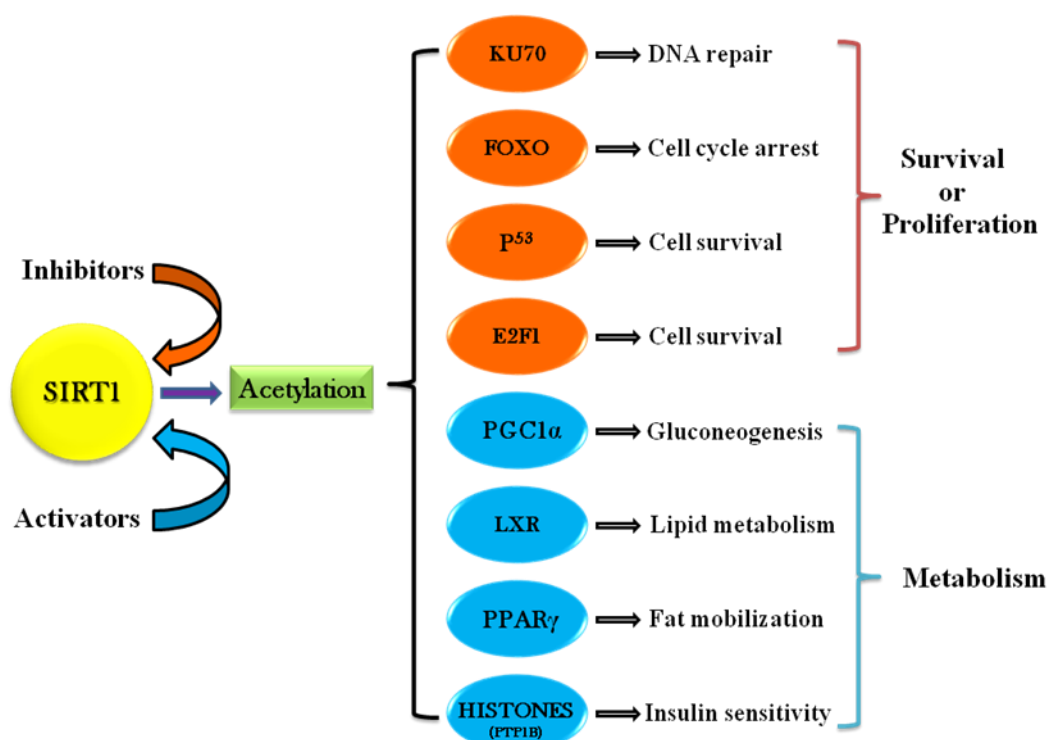 KU70
DNA repair
FOXO
Cell cycle arrest
P⁵³
Cell survival
E2F1
Cell survival
Survival
or
Proliferation
Inhibitors
SIRT1
Acetylation
Activators
PGC1α
Gluconeogenesis
LXR
Lipid metabolism
PPARγ
Fat mobilization
HISTONES
(PTP1B)
Insulin sensitivity
Metabolism